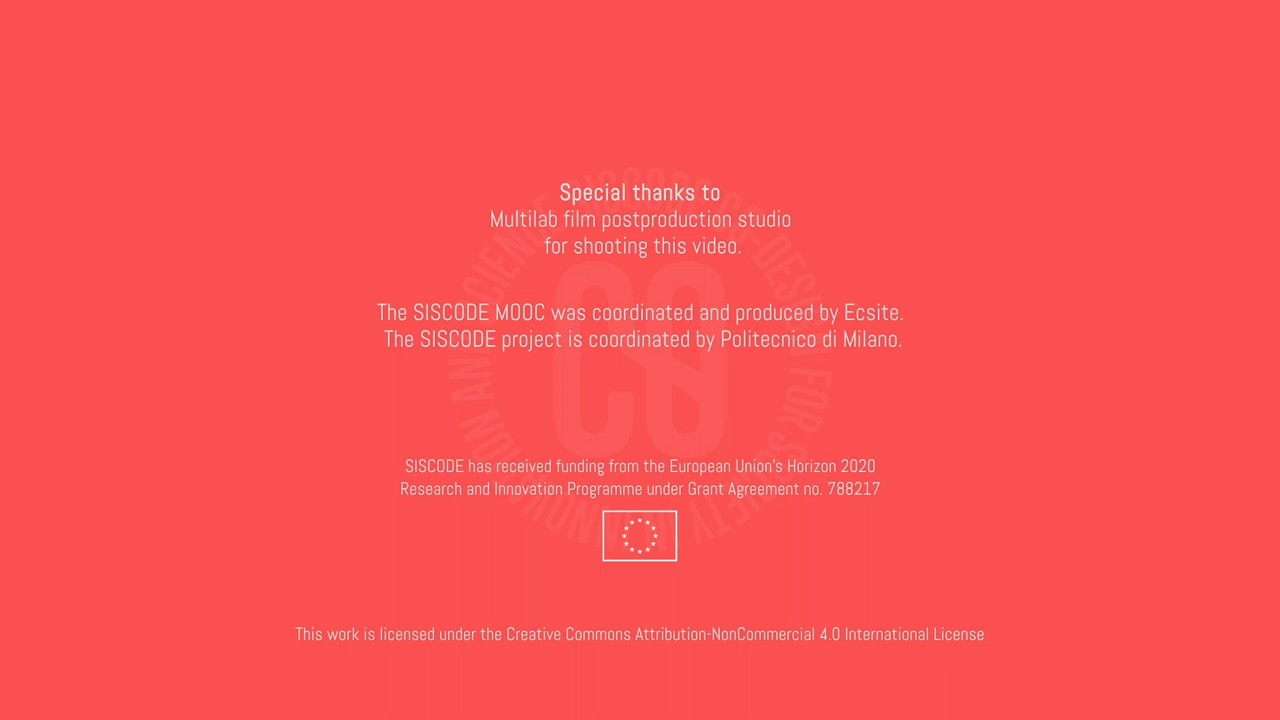 Special thanks to
Multilab film postproduction studio
for shooting this video.
The SISCODE MOOC was coordinated and produced by Ecsite.
The SISCODE project is coordinated by Politecnico di Milano.
SISCODE has received funding from the European Union's Horizon 2020
Research and Innovation Programme under Grant Agreement no. 788217
This work is licensed under the Creative Commons Attribution-NonCommercial 4.0 International License